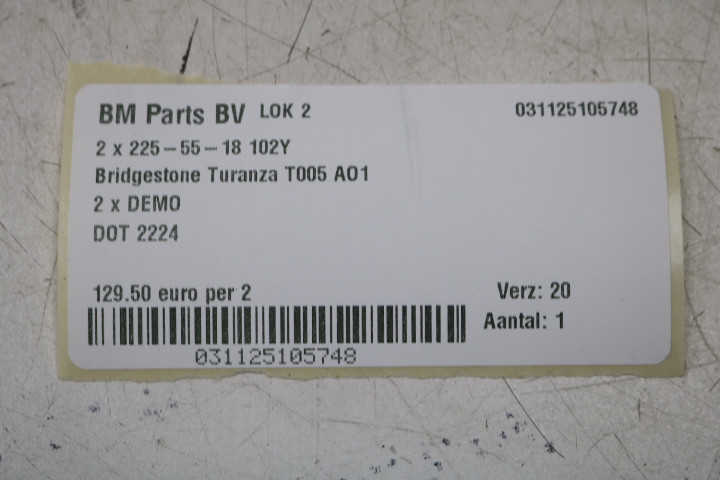 BM Parts BV LOK 2 031125105748
2 x 225-55-18 102Y
Bridgestone Turanza T005 AO1
2 x DEMO
DOT 2224
129.50 euro per 2 Verz: 20
Aantal: 1
031125105748